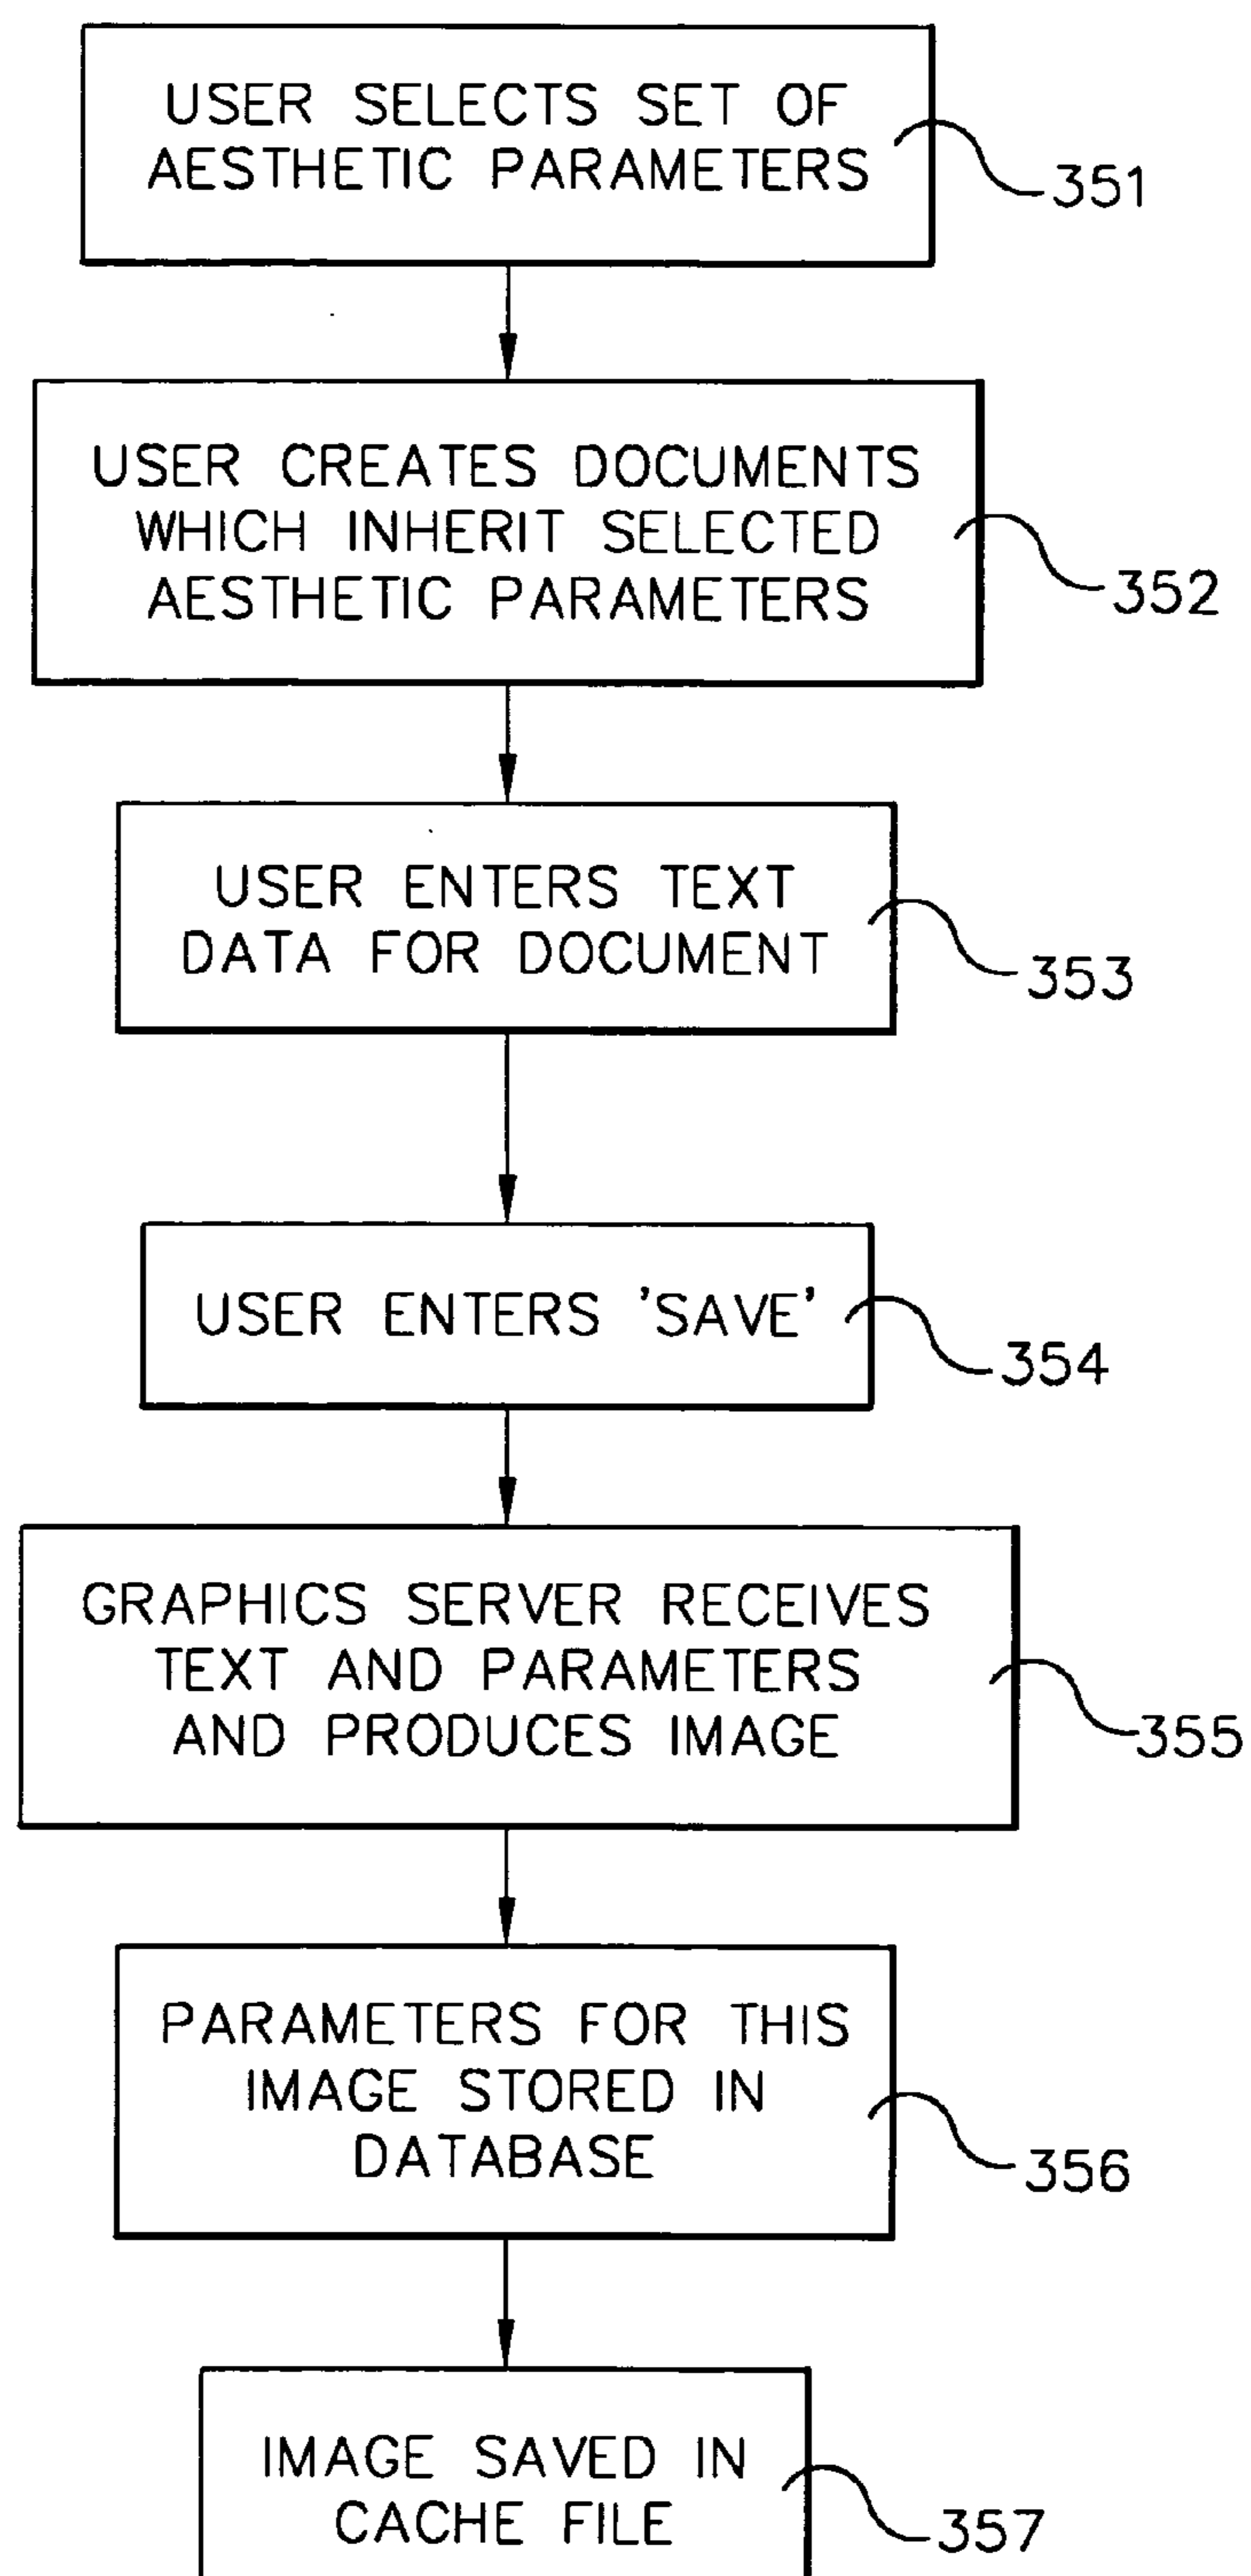 USER SELECTS SET OF
AESTHETIC PARAMETERS
351
USER CREATES DOCUMENTS
WHICH INHERIT SELECTED
AESTHETIC PARAMETERS
352
USER ENTERS TEXT
DATA FOR DOCUMENT
353
USER ENTERS 'SAVE'
354
GRAPHICS SERVER RECEIVES
TEXT AND PARAMETERS
AND PRODUCES IMAGE
355
PARAMETERS FOR THIS
IMAGE STORED IN
DATABASE
356
IMAGE SAVED IN
CACHE FILE
357